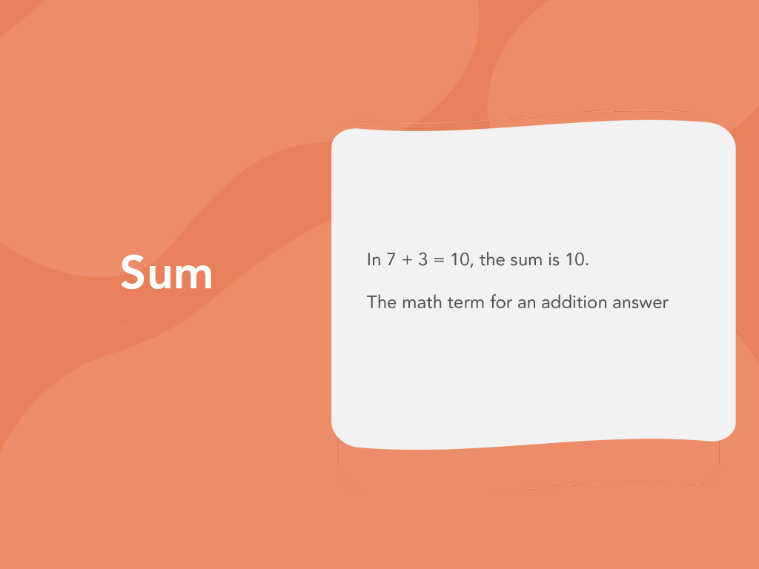 Sum
In 7 + 3 = 10, the sum is 10.
The math term for an addition answer